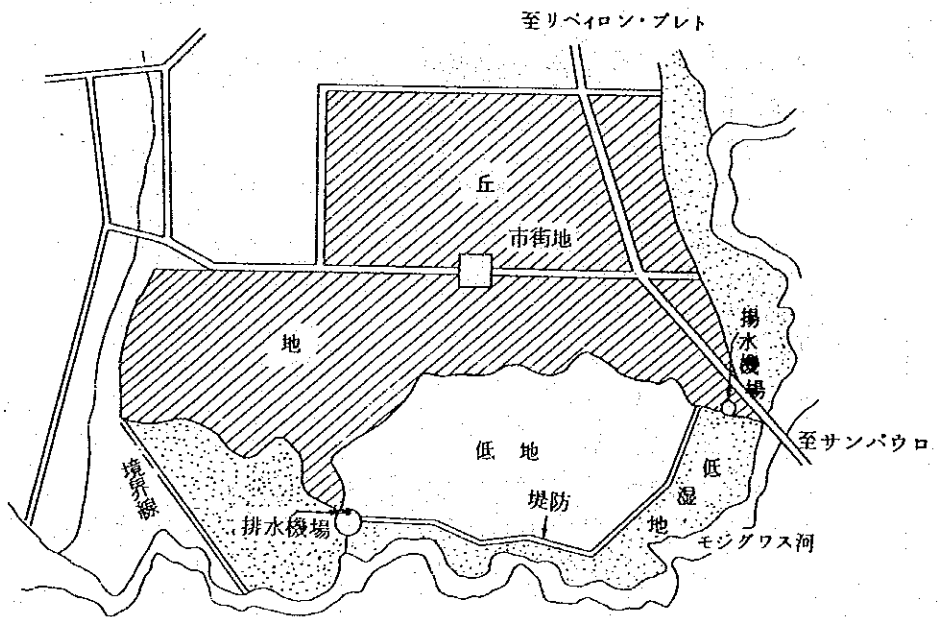 至リベイロン・プレト
丘
市街地
地
揚水機場
至サンパウロ
低地
低湿地
境界線
堤防
排水機場
モジグワス河